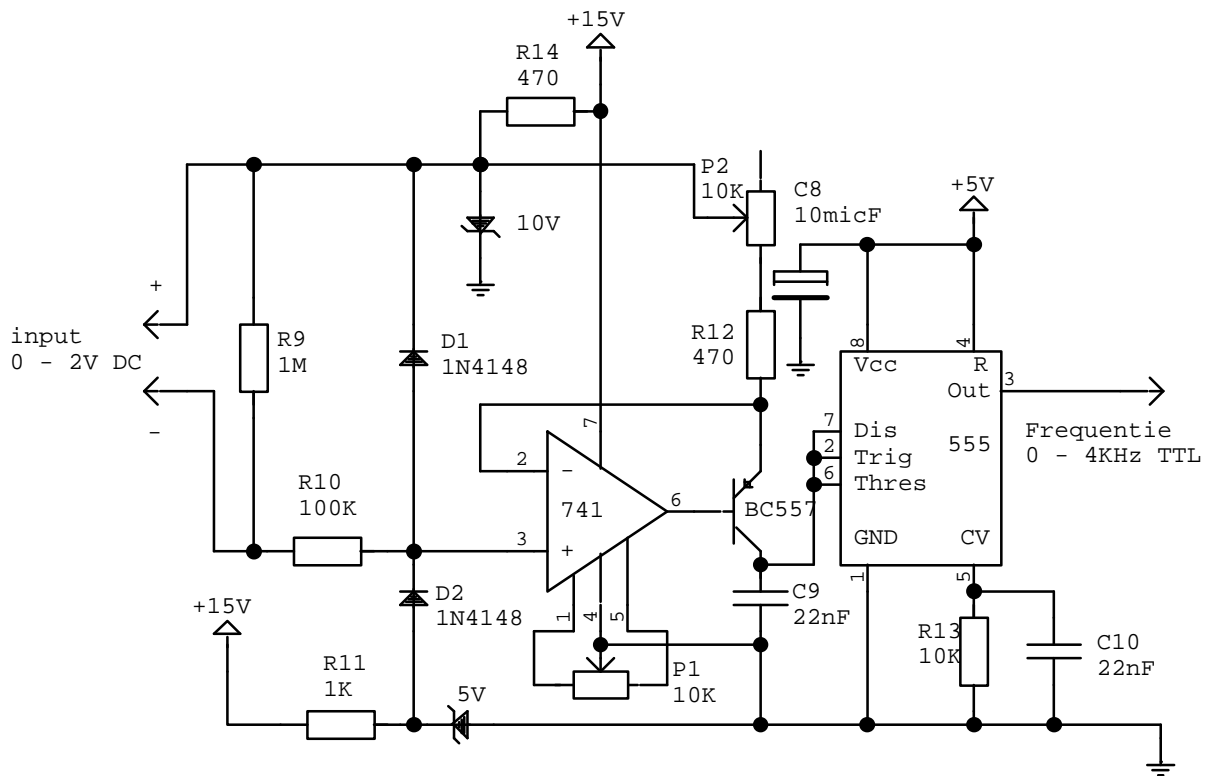 +15V
R14
470
P2
10K
C8
10micF
+5V
10V
+
input
0 - 2V DC
R9
1M
D1
1N4148
R12
470
-
8
4
Vcc
R
Out
3
7
Dis
555
2
Trig
6
Thres
Frequentie
0 - 4KHz TTL
7
2
-
R10
100K
741
6
BC557
3
+
GND
CV
1
5
D2
1N4148
C9
22nF
+15V
1
4
5
R13
10K
C10
22nF
R11
1K
5V
P1
10K